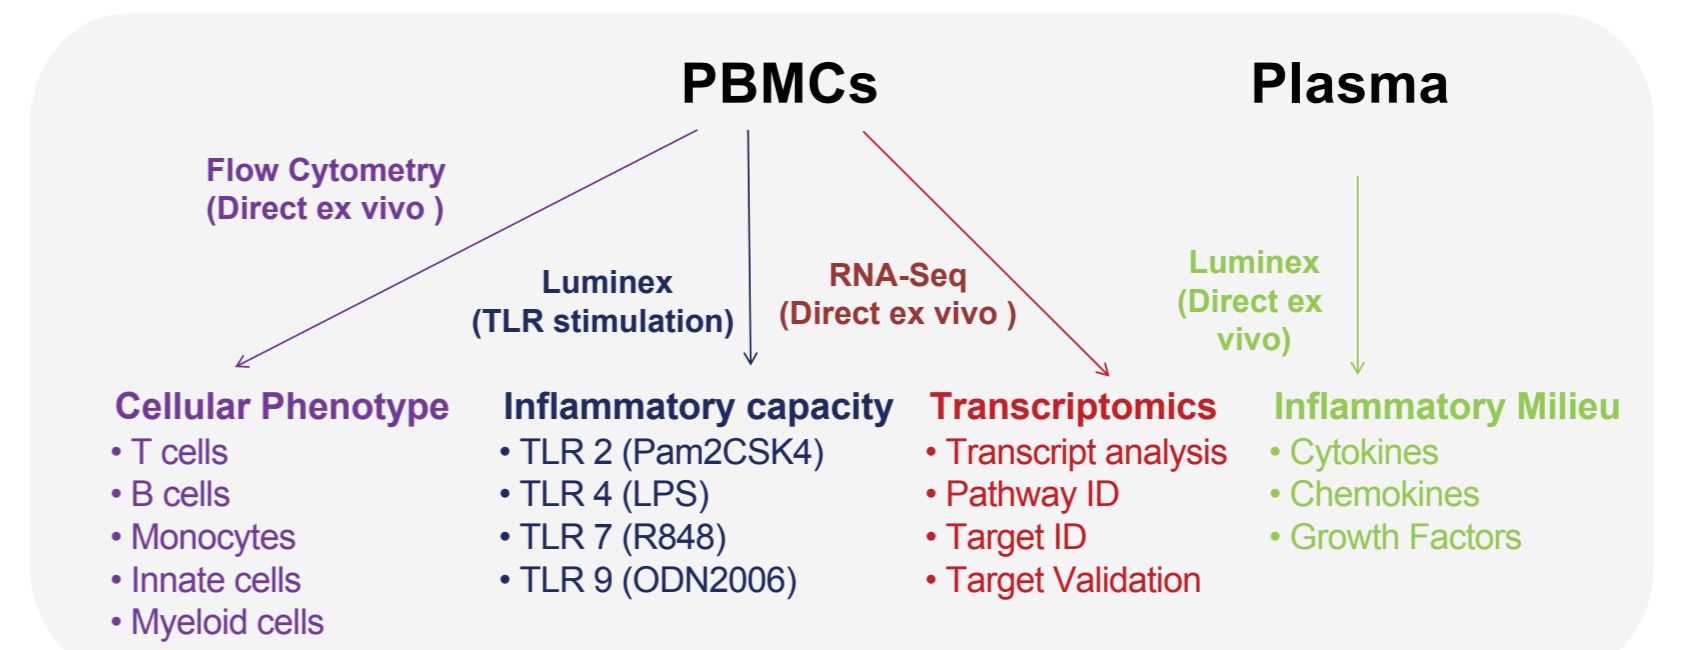 PBMCs
Plasma
Flow Cytometry
(Direct ex vivo )
Luminex
(TLR stimulation)
RNA-Seq
(Direct ex vivo )
Luminex
(Direct ex
vivo)
Cellular Phenotype
• T cells
• B cells
• Monocytes
• Innate cells
• Myeloid cells
Inflammatory capacity
• TLR 2 (Pam2CSK4)
• TLR 4 (LPS)
• TLR 7 (R848)
• TLR 9 (ODN2006)
Transcriptomics
• Transcript analysis
• Pathway ID
• Target ID
• Target Validation
Inflammatory Milieu
• Cytokines
• Chemokines
• Growth Factors